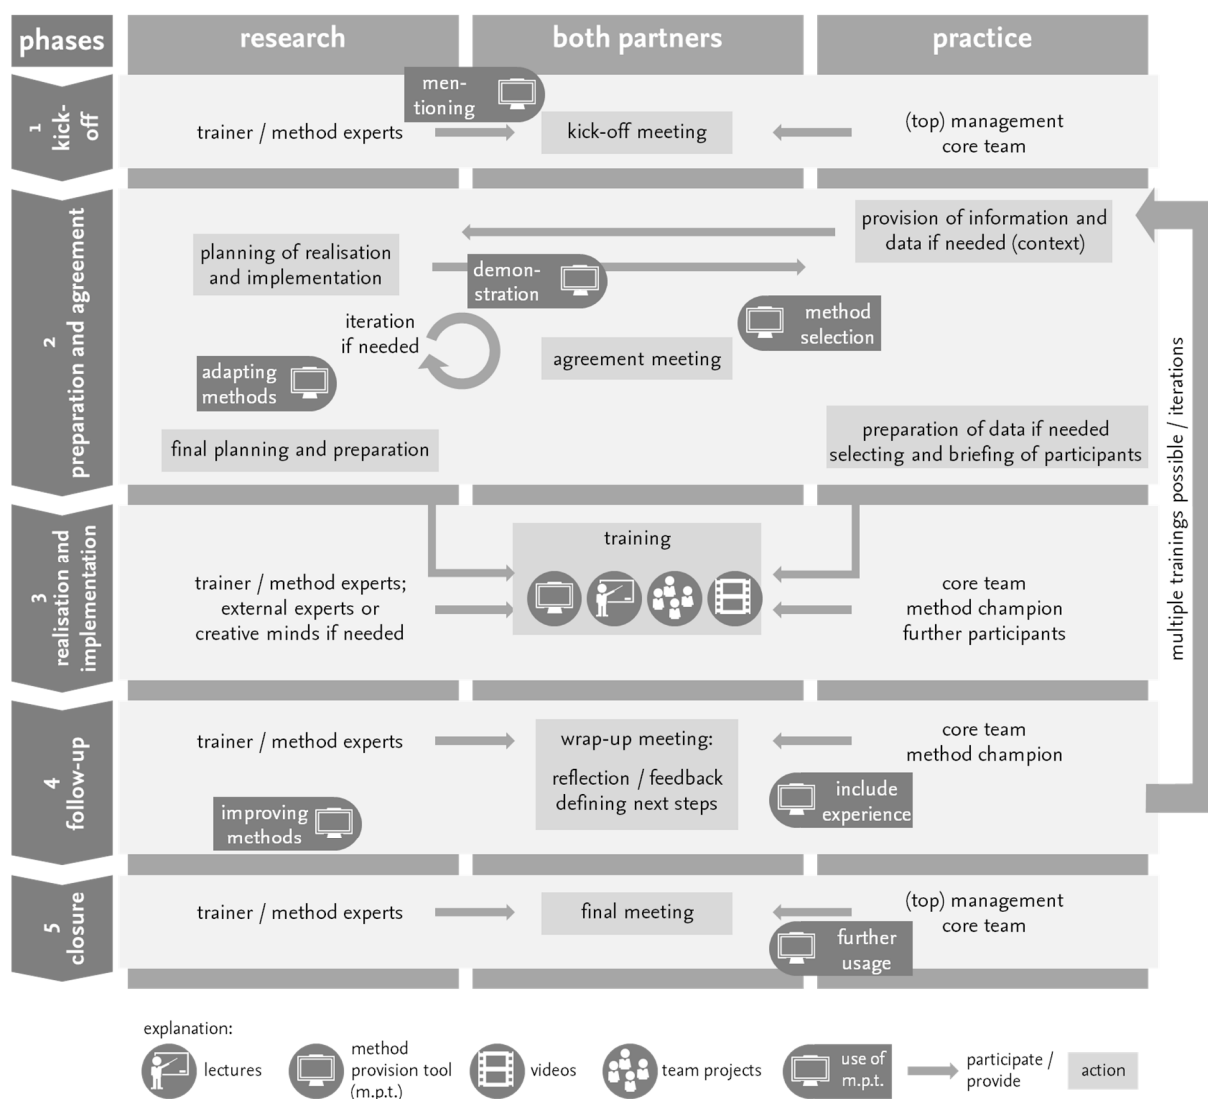 phases
research
both partners
practice
1
kick-
off
men-
tioning
trainer / method experts
kick-off meeting
(top) management
core team
2
preparation and agreement
planning of realisation
and implementation
provision of information and
data if needed (context)
demon-
stration
method
selection
iteration
if needed
agreement meeting
adapting
methods
final planning and preparation
preparation of data if needed
selecting and briefing of participants
multiple trainings possible / iterations
3
realisation and
implementation
trainer / method experts;
external experts or
creative minds if needed
training
core team
method champion
further participants
4
follow-up
trainer / method experts
wrap-up meeting:
reflection / feedback
defining next steps
core team
method champion
improving
methods
include
experience
5
closure
trainer / method experts
final meeting
(top) management
core team
further
usage
explanation:
lectures
method
provision tool
(m.p.t.)
videos
team projects
use of
m.p.t.
participate /
provide
action